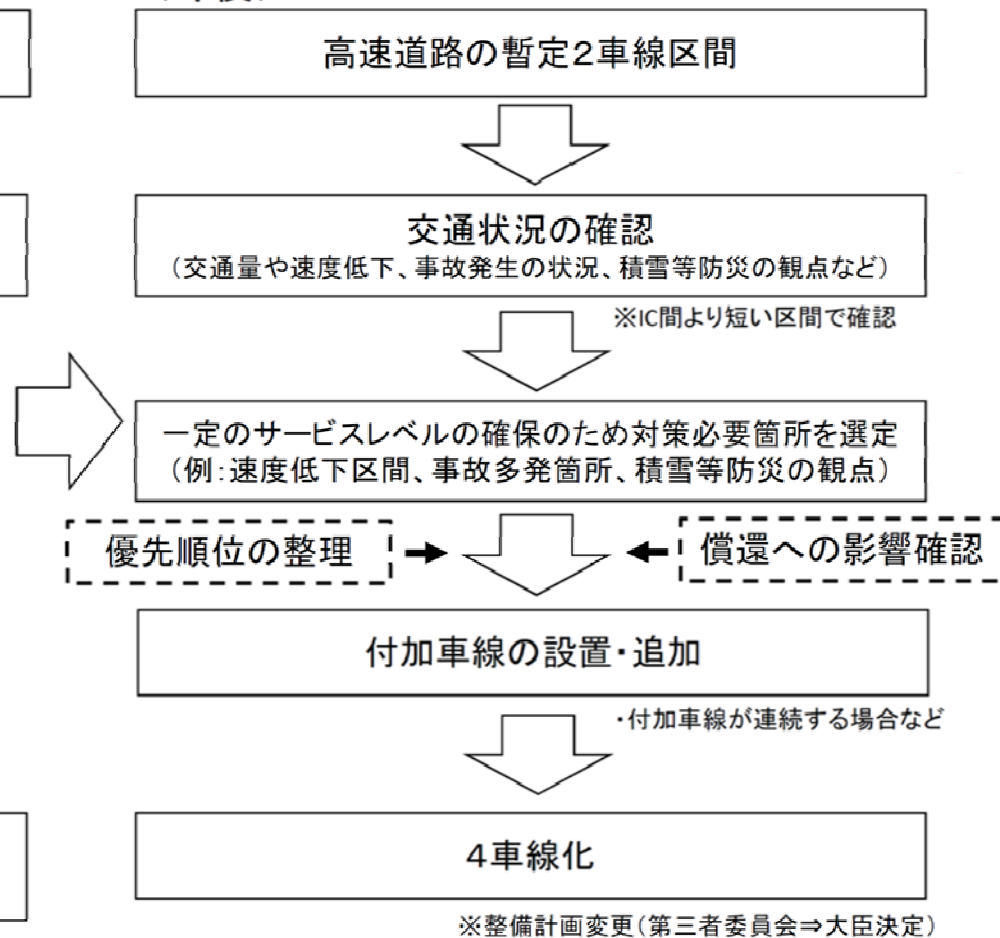 高速道路の暫定2車線区間
交通状況の確認
（交通量や速度低下、事故発生の状況、積雪等防災の観点など）
※IC間より短い区間で確認
一定のサービスレベルの確保のため対策必要箇所を選定
（例：速度低下区間、事故多発箇所、積雪等防災の観点）
優先順位の整理
償還への影響確認
付加車線の設置・追加
・付加車線が連続する場合など
4車線化
※整備計画変更（第三者委員会⇒大臣決定）